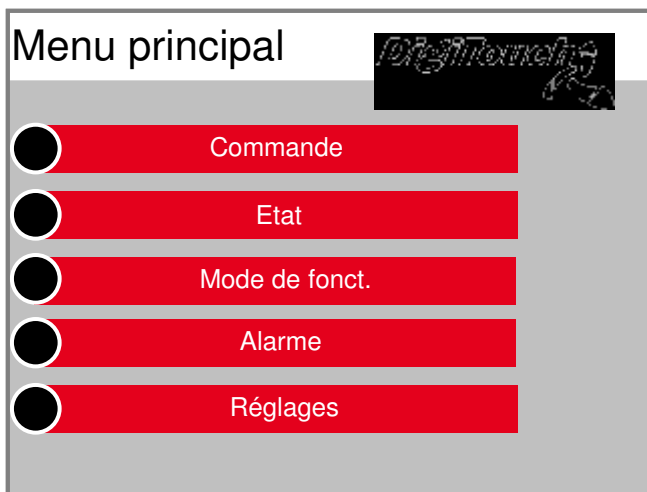 Menu principal
DigiTouch
Commande
Etat
Mode de fonct.
Alarme
Réglages